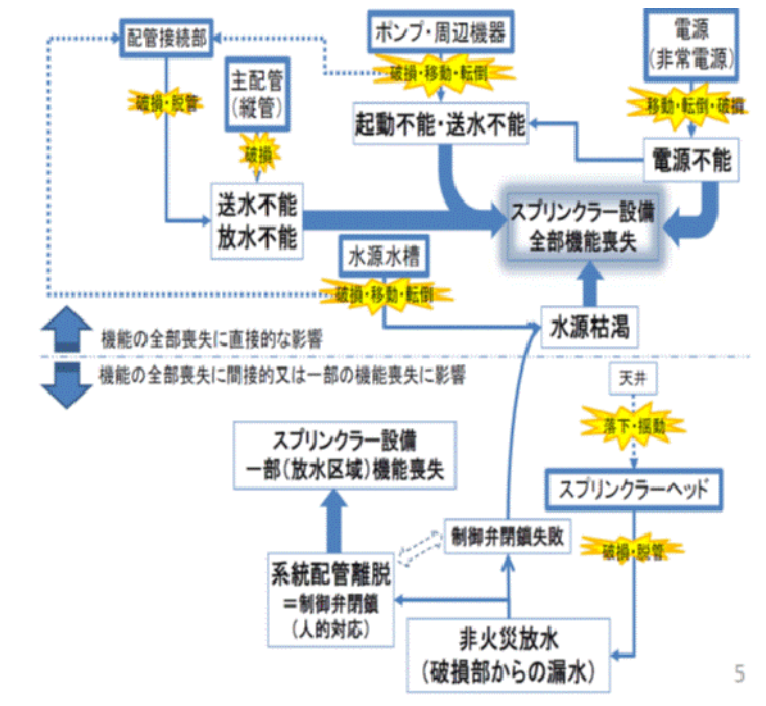 配管接続部
ポンプ・周辺機器
電源
（非常電源）
主配管
（縦管）
破損・移動・転倒
破損・脱管
移動・転倒・破損
起動不能・送水不能
破損
電源不能
送水不能
放水不能
スプリンクラー設備
全部機能喪失
水源水槽
破損・移動・転倒
水源枯渇
機能の全部喪失に直接的な影響
機能の全部喪失に間接的又は一部の機能喪失に影響
天井
落下・振動
スプリンクラー設備
一部（放水区域）機能喪失
スプリンクラーヘッド
制御弁閉鎖失敗
破損・脱管
系統配管離脱
＝制御弁閉鎖
（人的対応）
非火災放水
（破損部からの漏水）
5